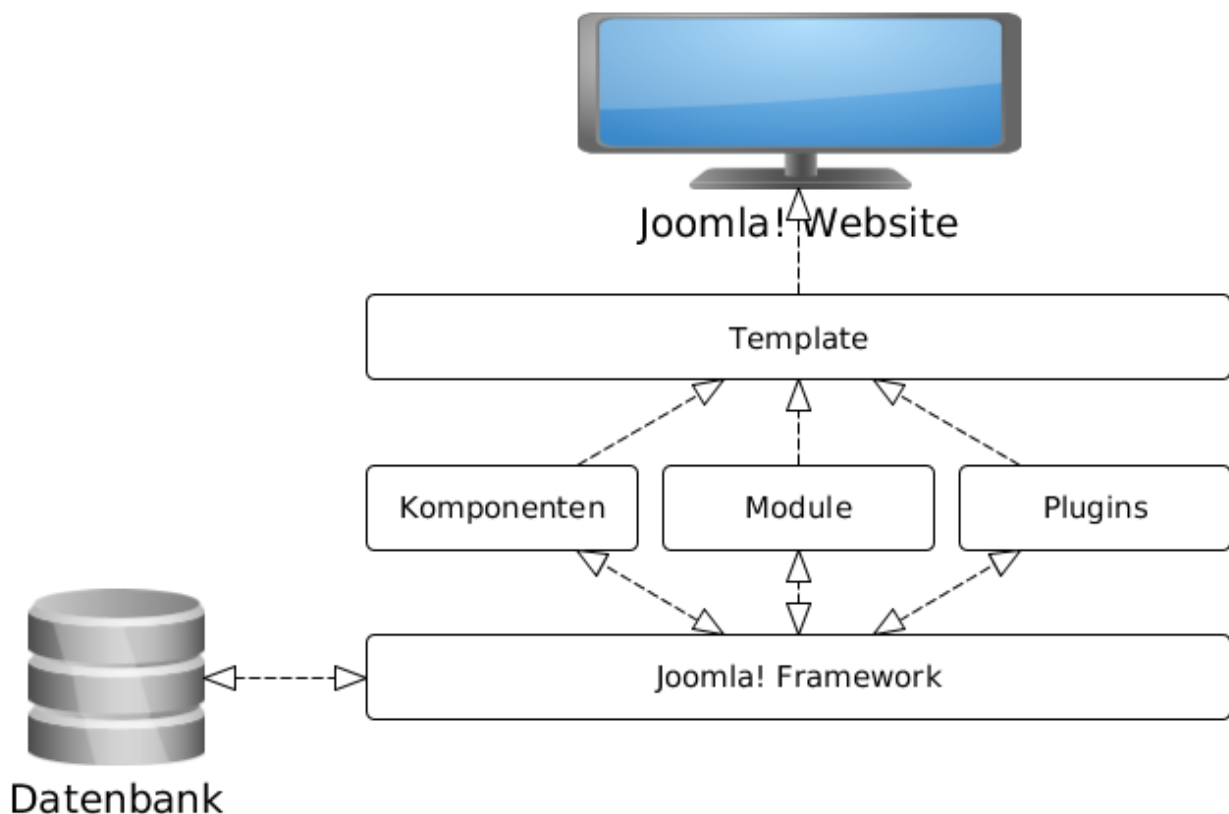 Joomla! Website
Template
Komponenten
Module
Plugins
Joomla! Framework
Datenbank